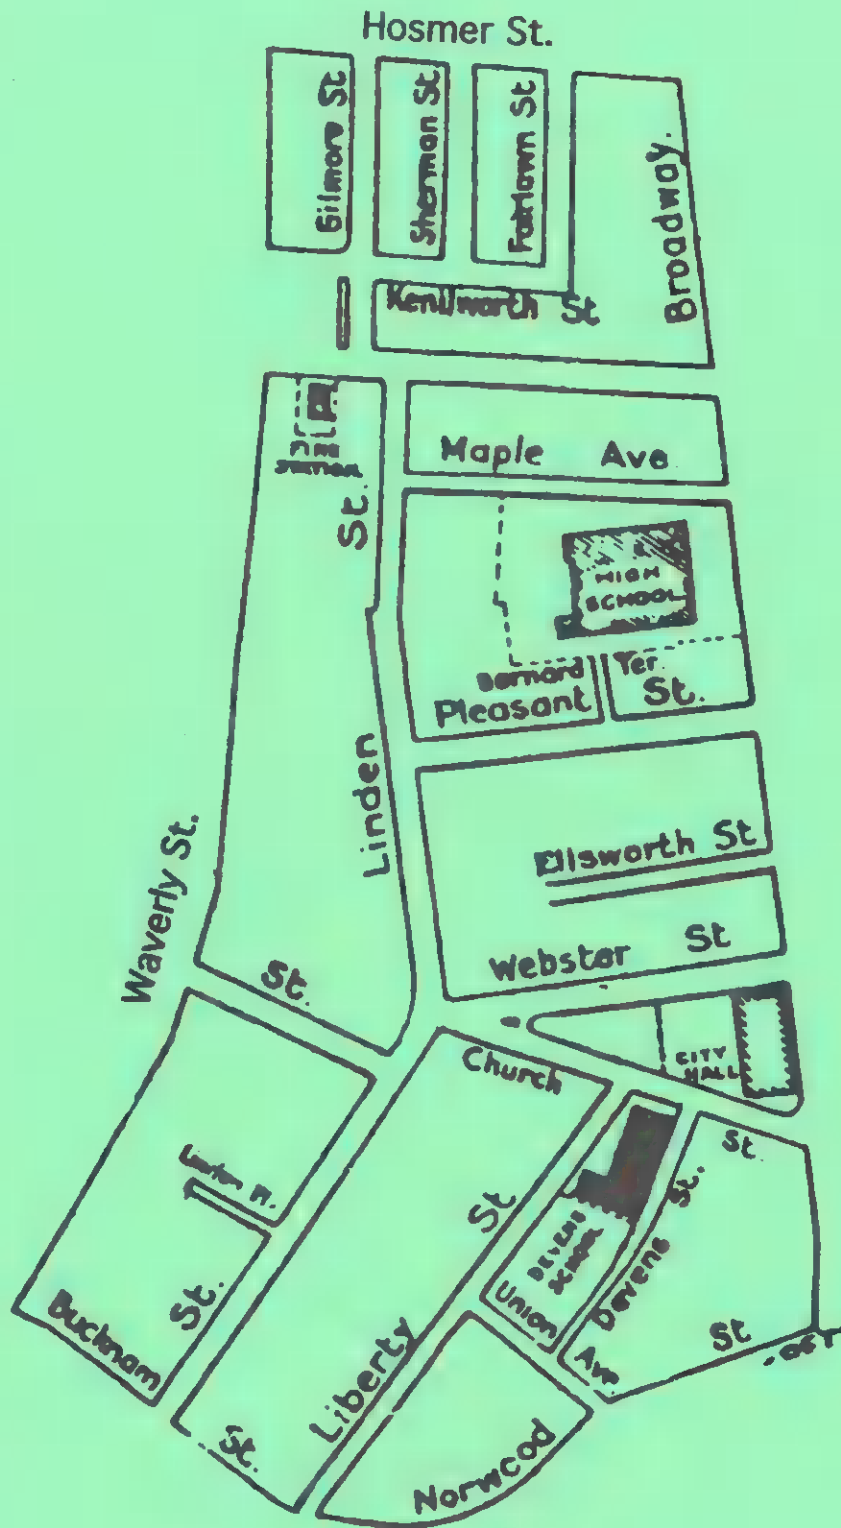 Hosmer St.
Gilmore St
Sherman St
Fairlawn St
Broadway.
Kenilworth St
FIRE
STATION
Maple Ave
St.
HIGH
SCHOOL
Bernard Ter.
Pleasant St.
Linden
Ellsworth St
Waverly St.
Webster St
St.
Church
CITY
HALL
St.
St.
St
DEVENS
SCHOOL
Devens
Union
Ave
St
St.
Bucknam
Liberty
St.
Norwood